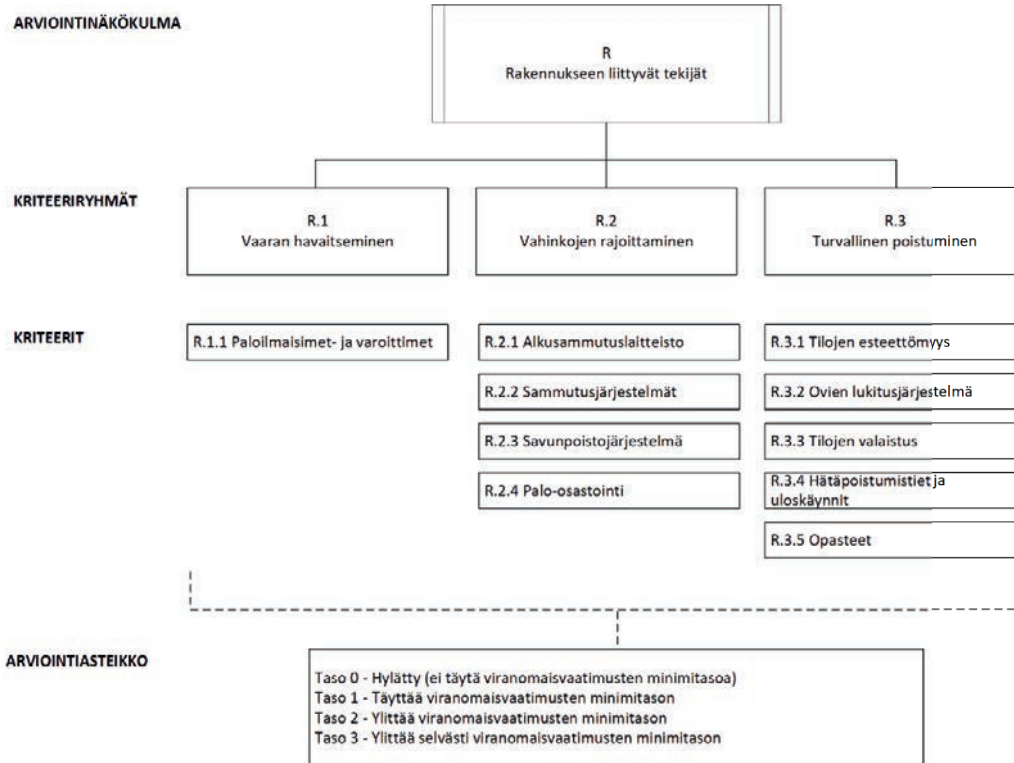 ARVIOINTINÄKÖKULMA
R
Rakennukseen liittyvät tekijät
KRITEERIRYHMÄT
R.1
Vaaran havaitseminen
R.2
Vahinkojen rajoittaminen
R.3
Turvallinen poistuminen
KRITEERIT
R.1.1 Paloilmaisimet- ja varoittimet
R.2.1 Alkusammutuslaitteisto
R.2.2 Sammutusjärjestelmät
R.2.3 Savunpoistojärjestelmä
R.2.4 Palo-osastointi
R.3.1 Tilojen esteettömyys
R.3.2 Ovien lukitusjärjestelmä
R.3.3 Tilojen valaistus
R.3.4 Hätäpoistumistiet ja
uloskäynnit
R.3.5 Opasteet
ARVIOINTIASTEIKKO
Taso 0 - Hylätty (ei täytä viranomaisvaatimusten minimitasoa)
Taso 1 - Täyttää viranomaisvaatimusten minimitason
Taso 2 - Ylittää viranomaisvaatimusten minimitason
Taso 3 - Ylittää selvästi viranomaisvaatimusten minimitason